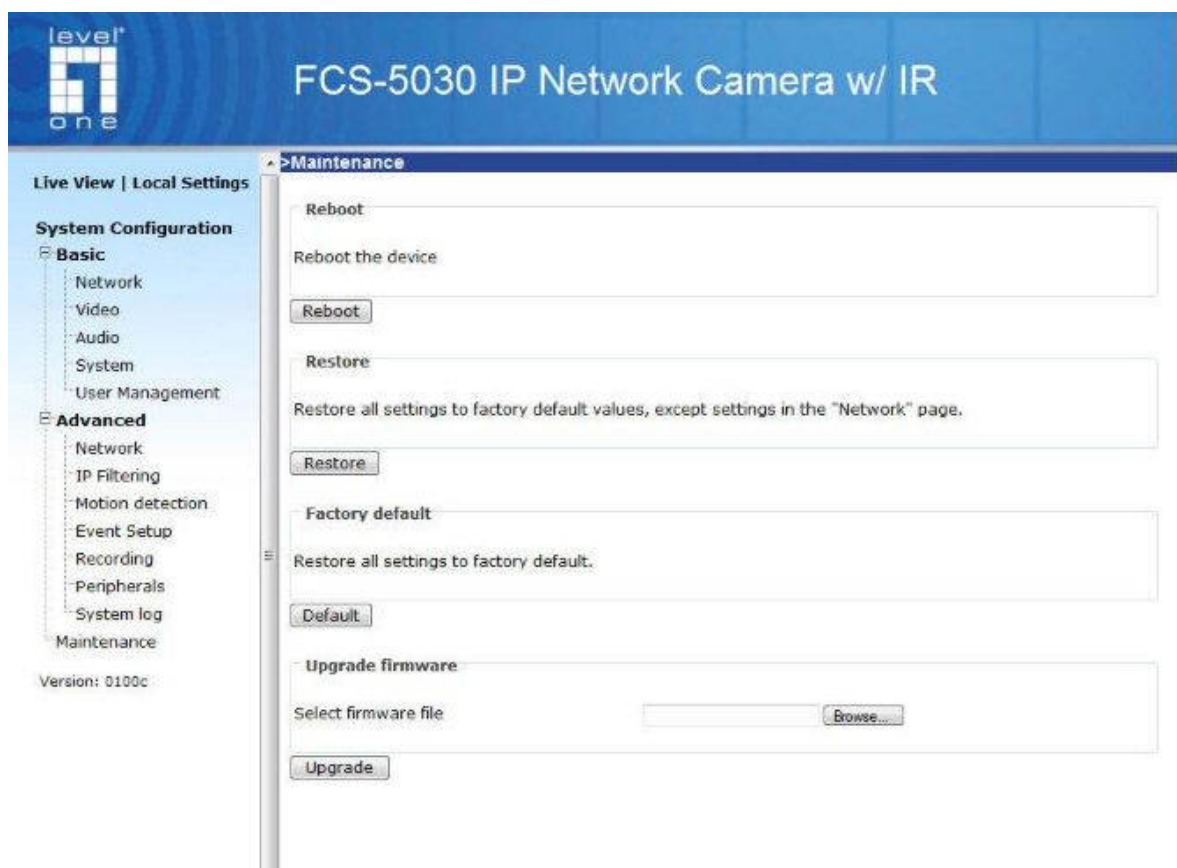 level
one
FCS-5030 IP Network Camera w/ IR
Live View | Local Settings
System Configuration
Basic
Network
Video
Audio
System
User Management
Advanced
Network
IP Filtering
Motion detection
Event Setup
Recording
Peripherals
System log
Maintenance
Version: 0100c
>Maintenance
Reboot
Reboot the device
Reboot
Restore
Restore all settings to factory default values, except settings in the "Network" page.
Restore
Factory default
Restore all settings to factory default.
Default
Upgrade firmware
Select firmware file Browse...
Upgrade